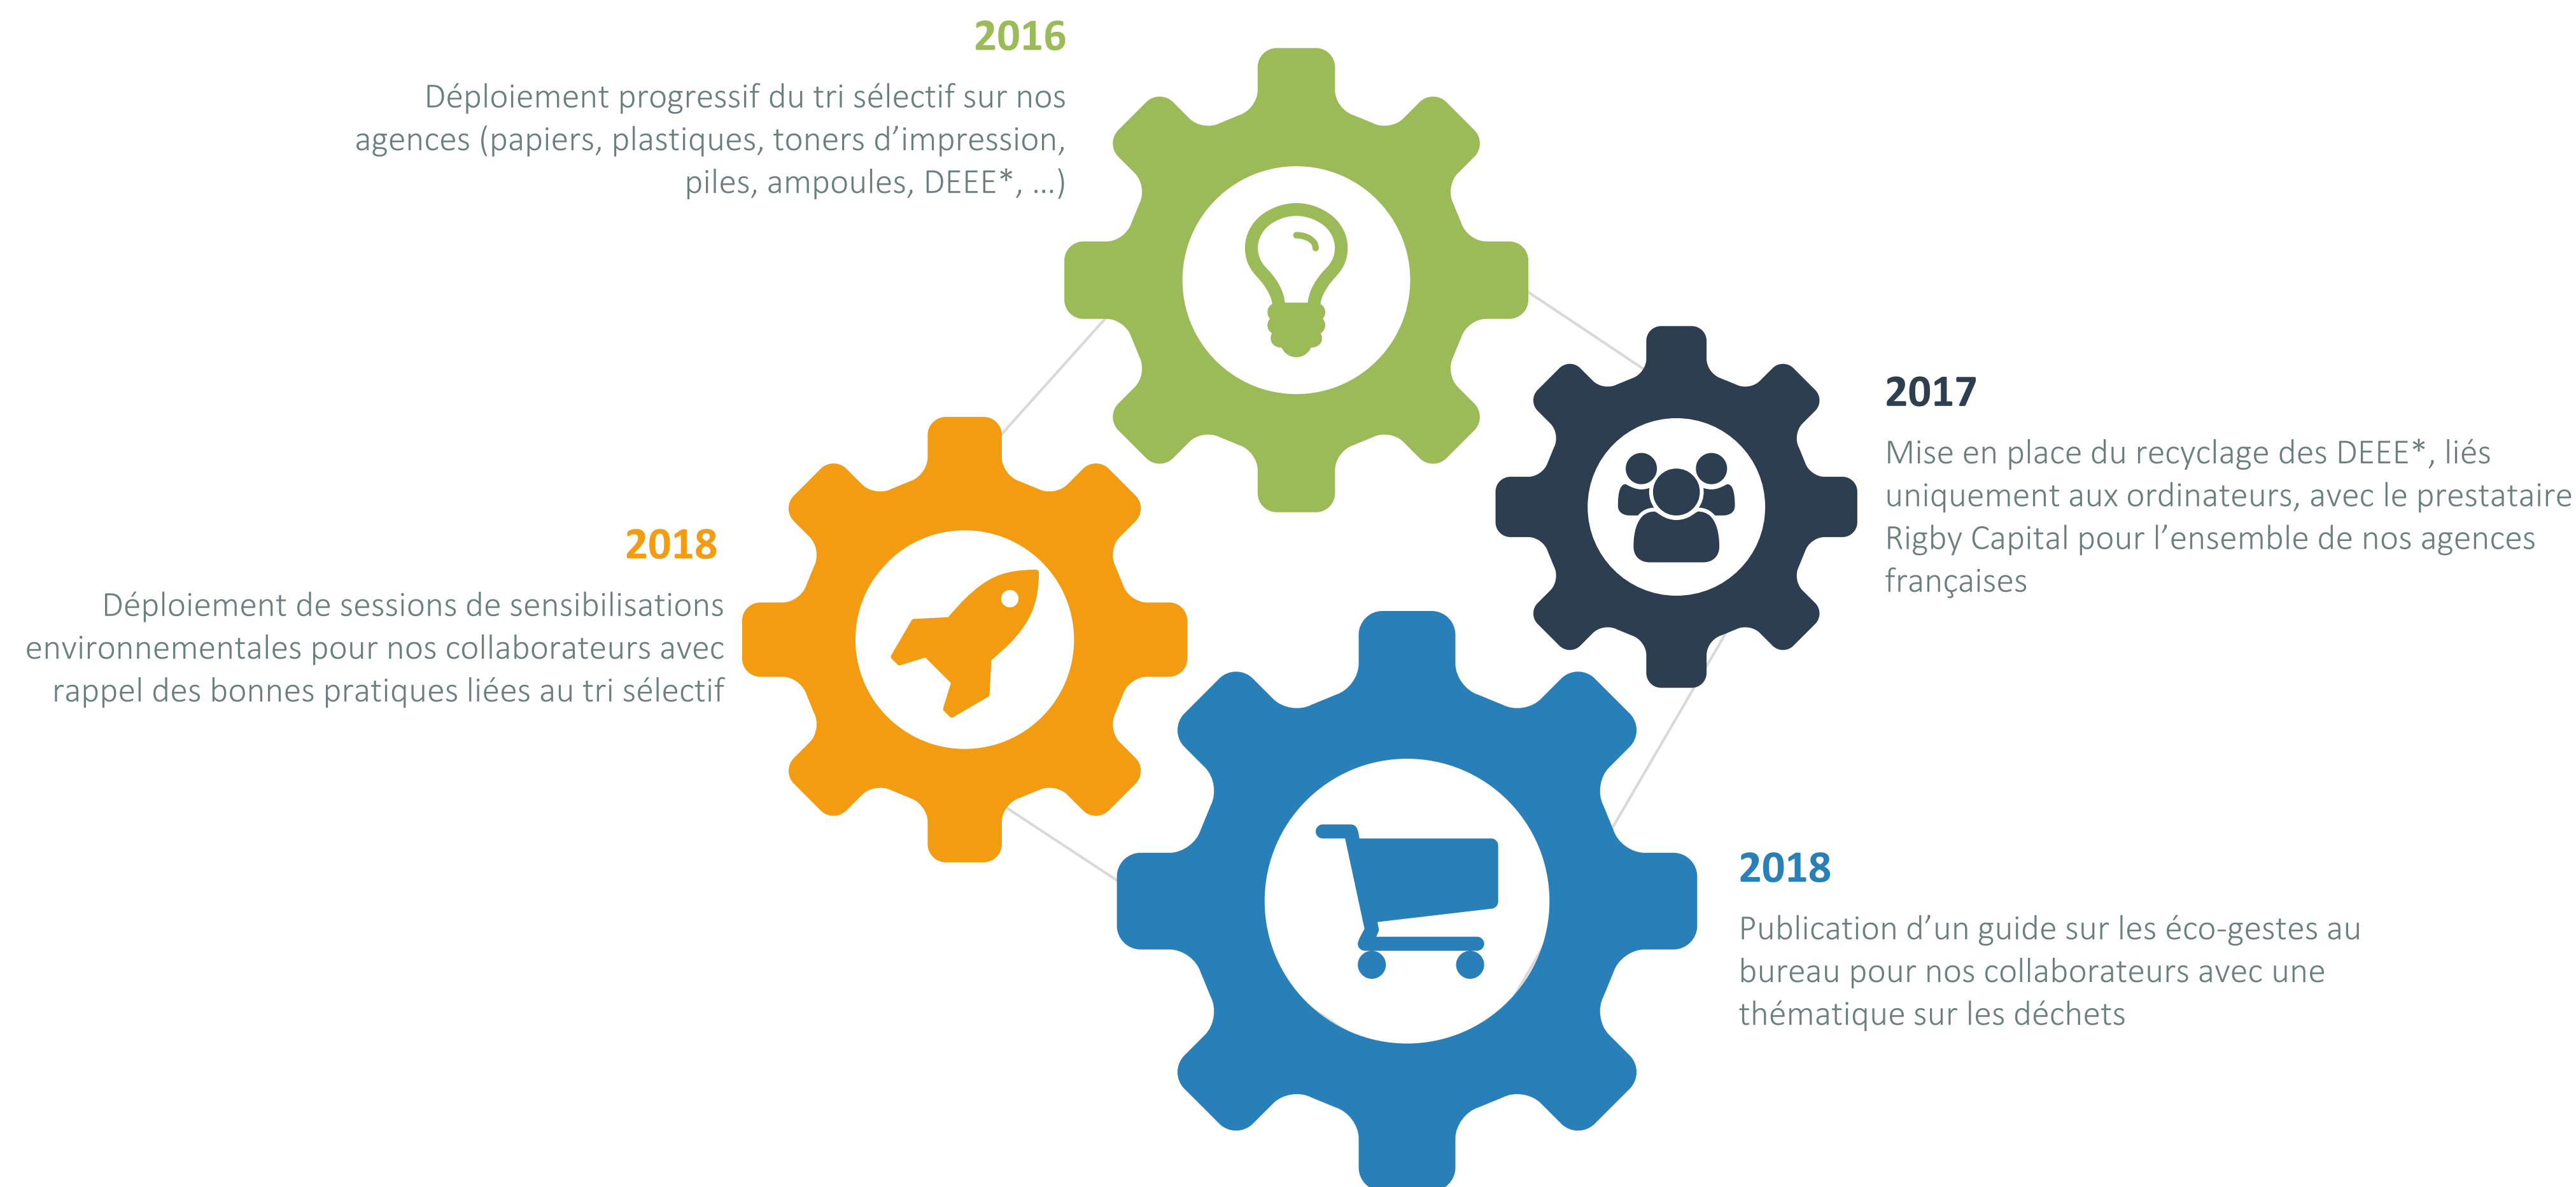 2016
Déploiement progressif du tri sélectif sur nos
agences (papiers, plastiques, toners d’impression,
piles, ampoules, DEEE*, …)
2017
Mise en place du recyclage des DEEE*, liés
uniquement aux ordinateurs, avec le prestataire
Rigby Capital pour l’ensemble de nos agences
françaises
2018
Déploiement de sessions de sensibilisations
environnementales pour nos collaborateurs avec
rappel des bonnes pratiques liées au tri sélectif
2018
Publication d’un guide sur les éco-gestes au
bureau pour nos collaborateurs avec une
thématique sur les déchets